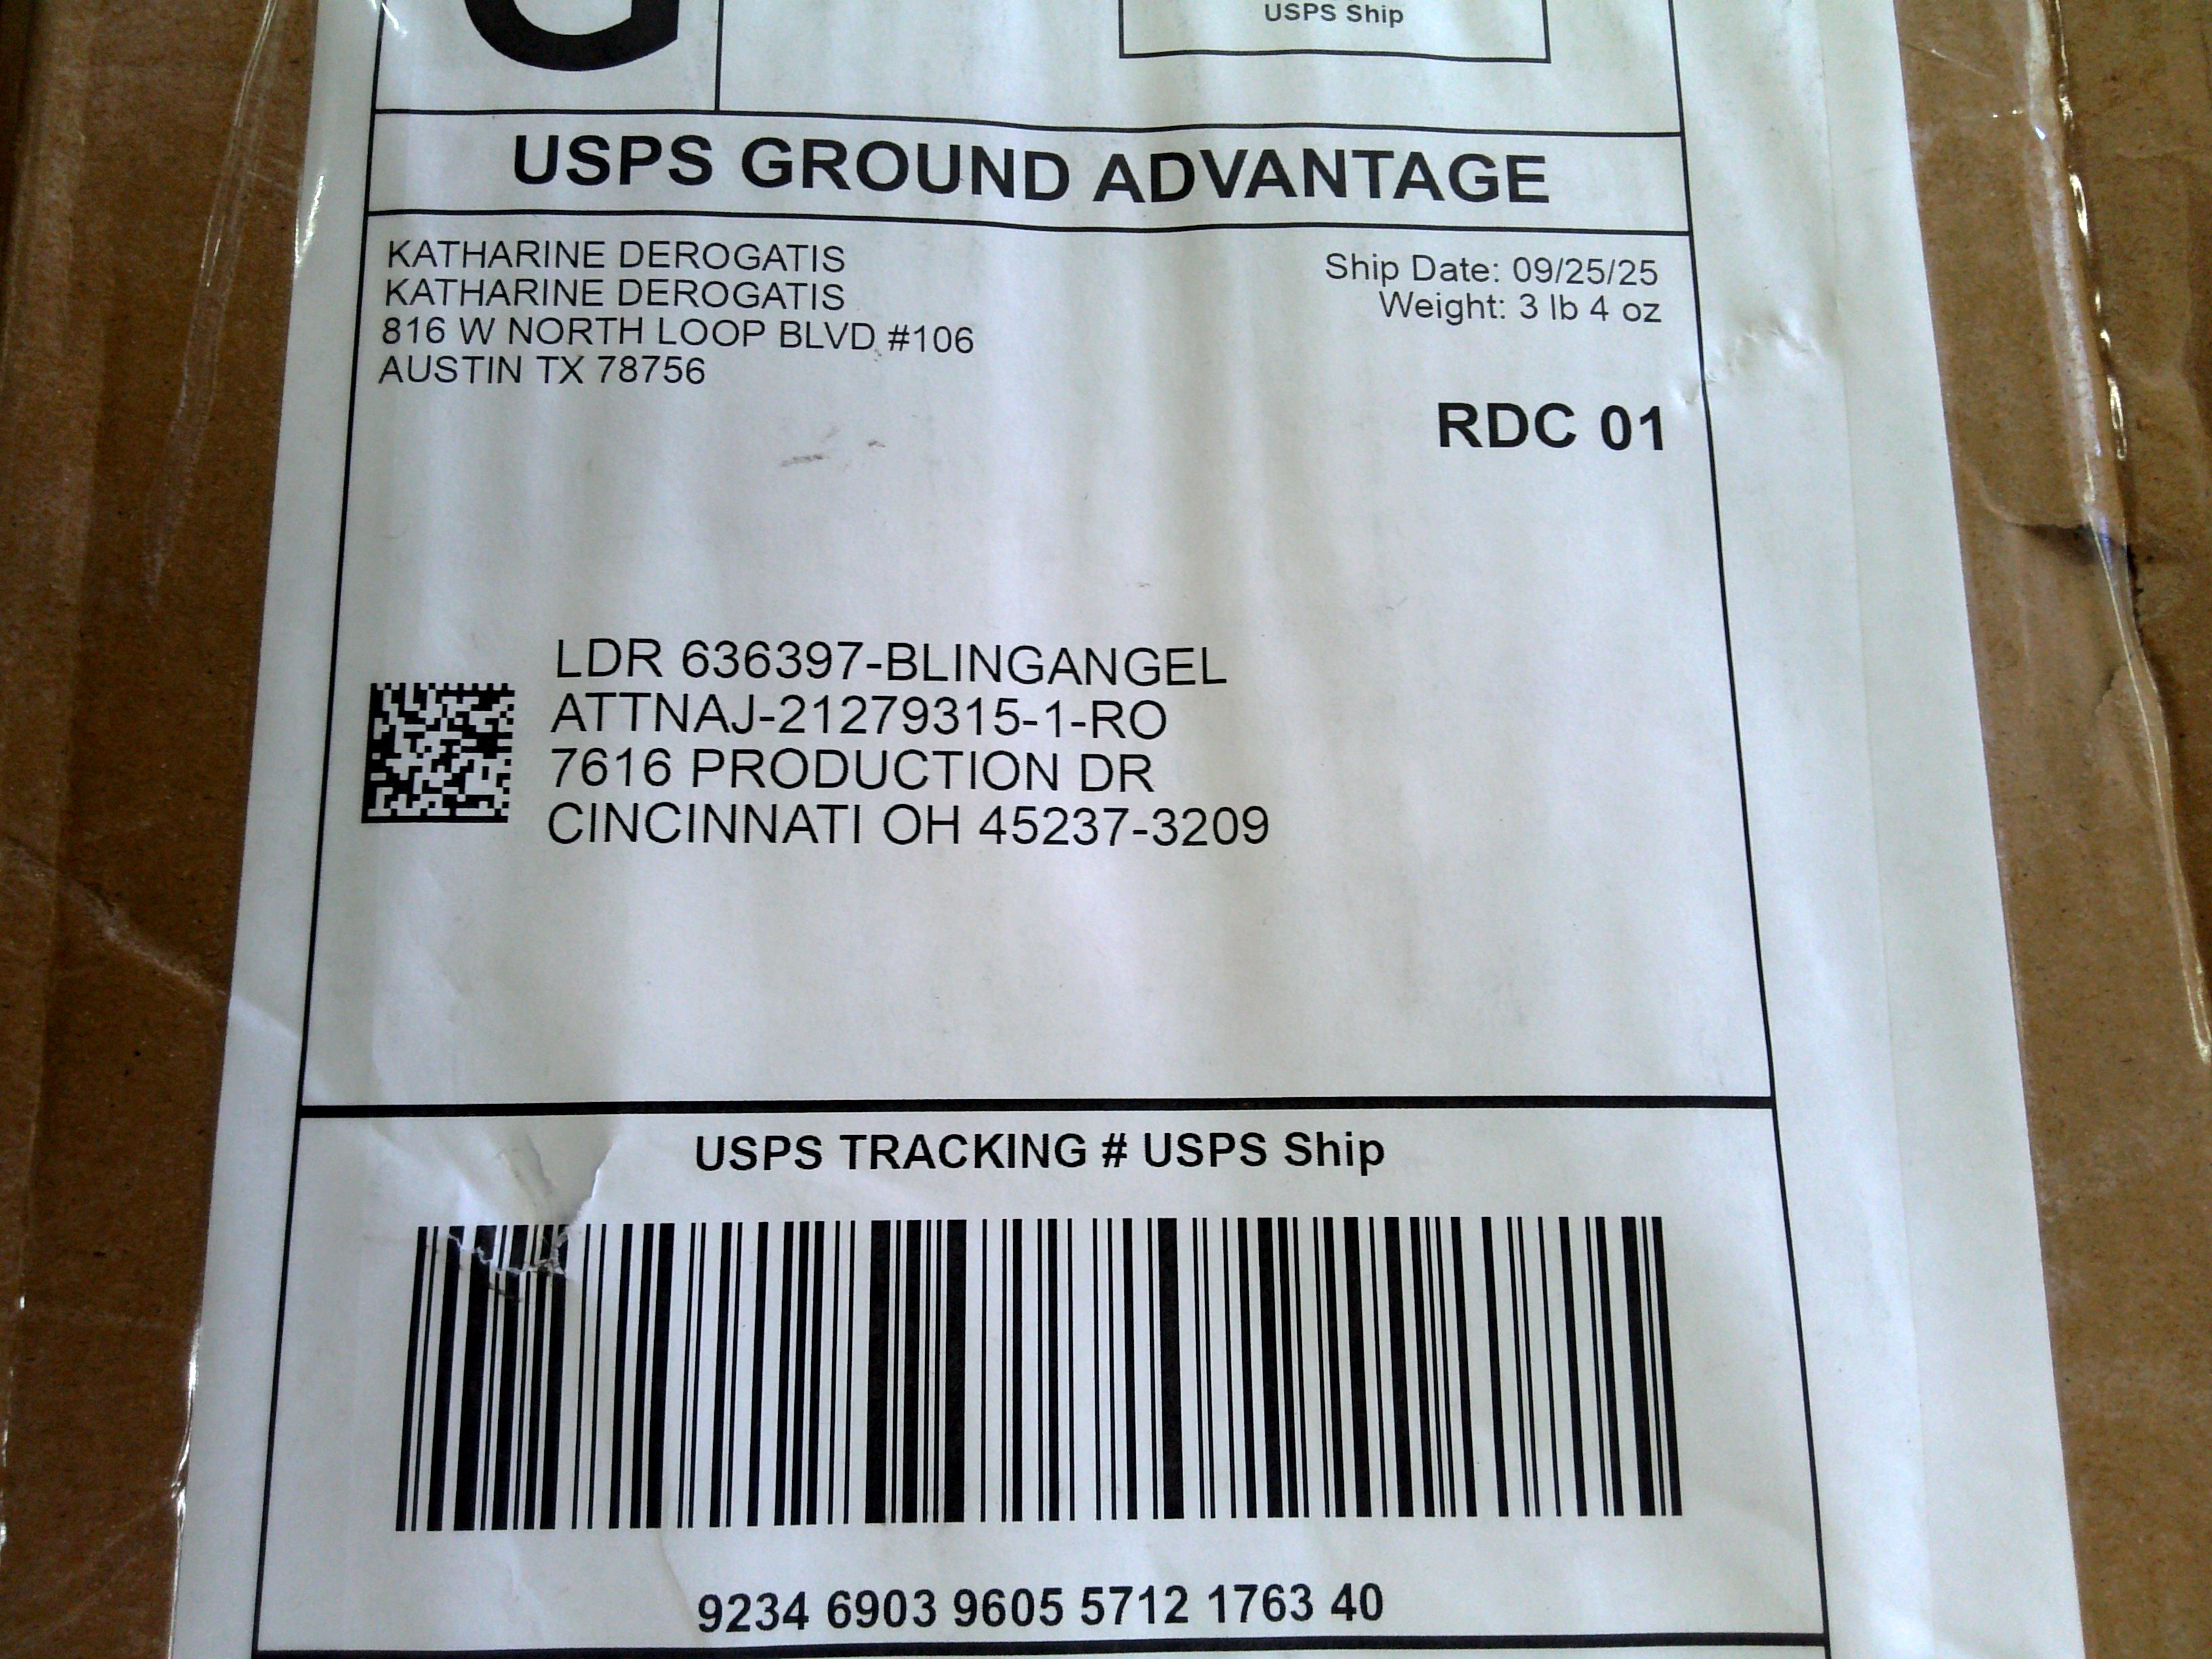 G
USPS Ship
USPS GROUND ADVANTAGE
KATHARINE DEROGATIS
KATHARINE DEROGATIS
816 W NORTH LOOP BLVD #106
AUSTIN TX 78756
Ship Date: 09/25/25
Weight: 3 lb 4 oz
RDC 01
LDR 636397-BLINGANGEL
ATTNAJ-21279315-1-RO
7616 PRODUCTION DR
CINCINNATI OH 45237-3209
USPS TRACKING # USPS Ship
9234 6903 9605 5712 1763 40